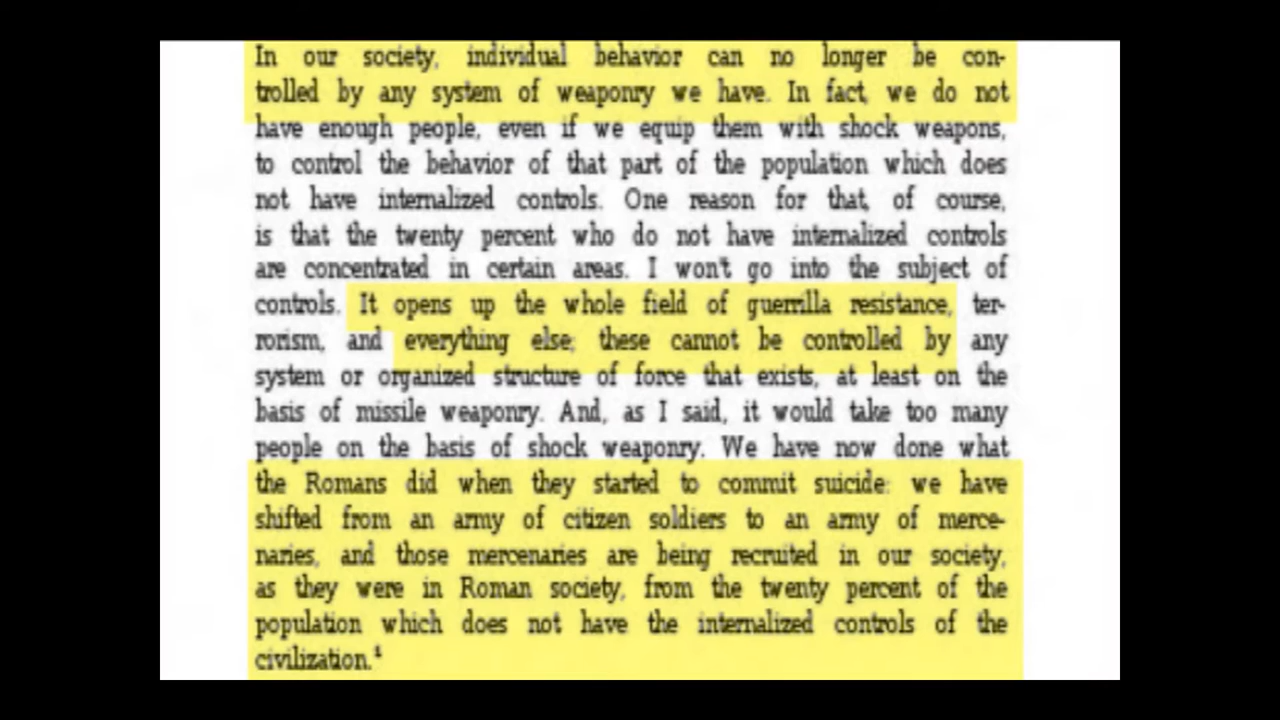 In our society, individual behavior can no longer be con-
trolled by any system of weaponry we have. In fact, we do not
have enough people, even if we equip them with shock weapons,
to control the behavior of that part of the population which does
not have internalized controls. One reason for that, of course,
is that the twenty percent who do not have internalized controls
are concentrated in certain areas. I won't go into the subject of
controls. It opens up the whole field of guerrilla resistance, ter-
rorism, and everything else; these cannot be controlled by any
system or organized structure of force that exists, at least on the
basis of missile weaponry. And, as I said, it would take too many
people on the basis of shock weaponry. We have now done what
the Romans did when they started to commit suicide: we have
shifted from an army of citizen soldiers to an army of merce-
naries, and those mercenaries are being recruited in our society,
as they were in Roman society, from the twenty percent of the
population which does not have the internalized controls of the
civilization.⁴